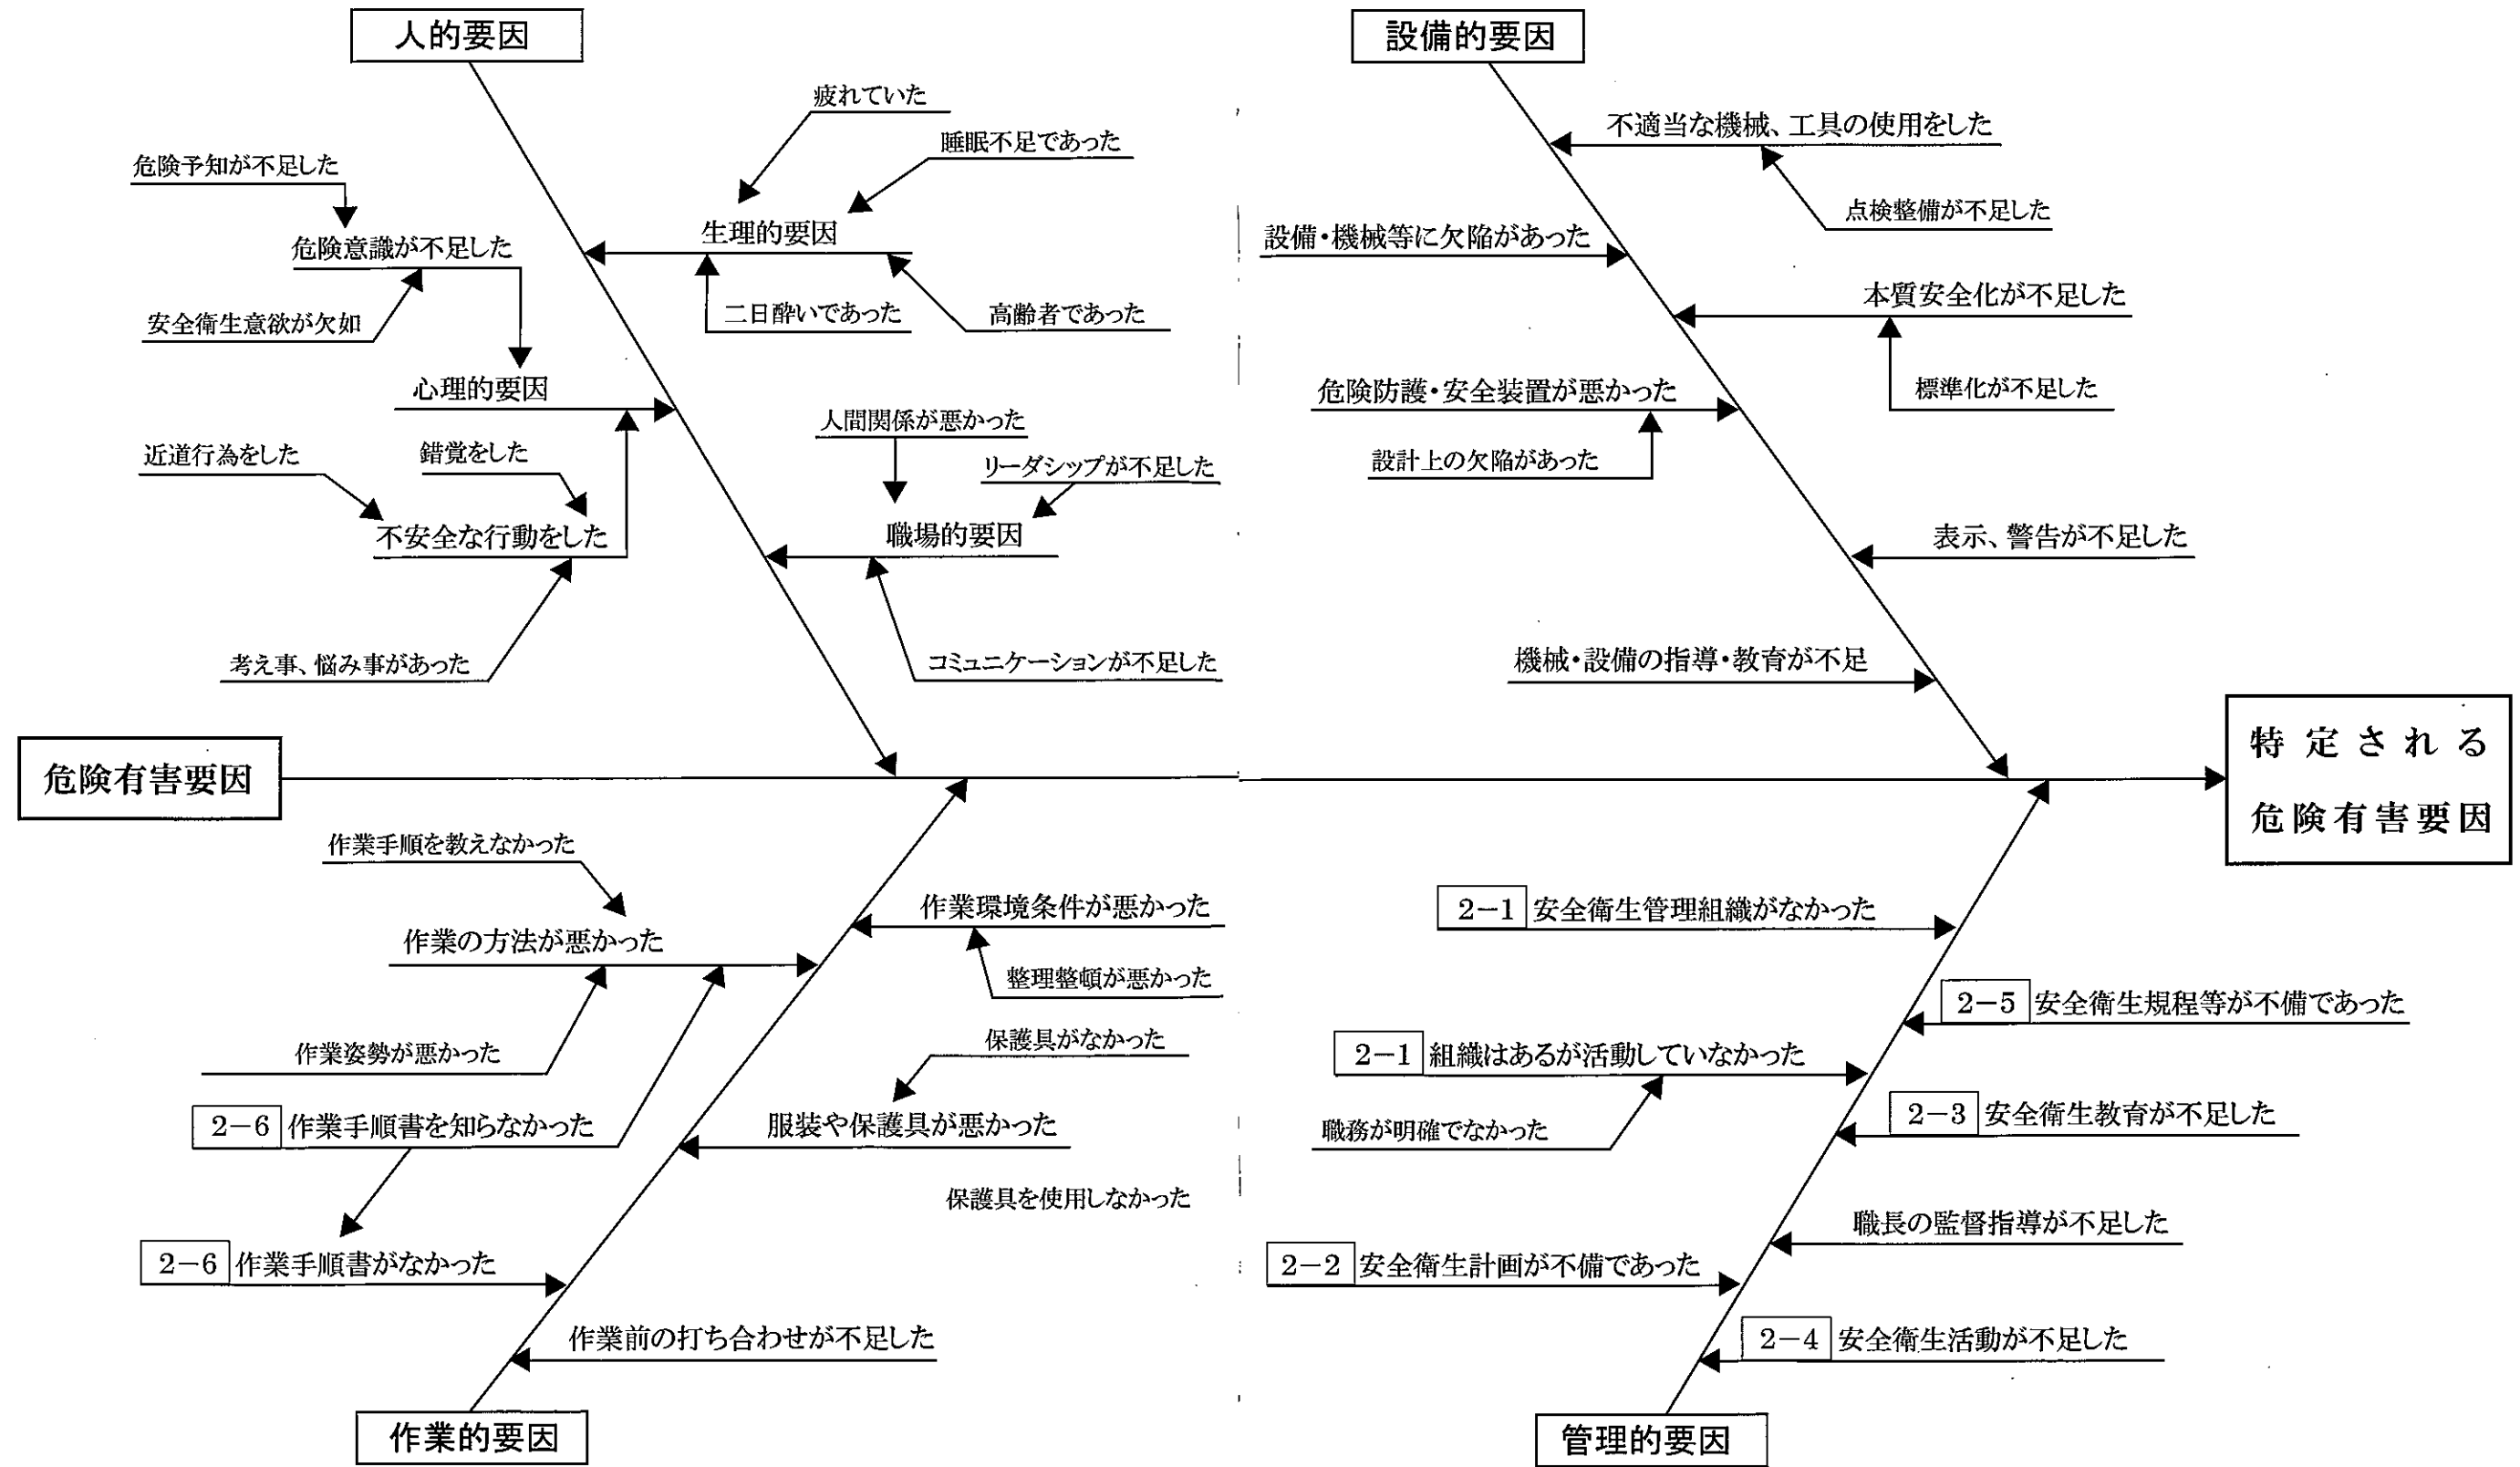 人的要因
疲れていた
睡眠不足であった
危険予知が不足した
生理的要因
危険意識が不足した
二日酔いであった
高齢者であった
安全衛生意欲が欠如
心理的要因
人間関係が悪かった
近道行為をした
錯覚をした
リーダシップが不足した
不安全な行動をした
職場的要因
考え事、悩み事があった
コミュニケーションが不足した
設備的要因
不適当な機械、工具の使用をした
点検整備が不足した
設備・機械等に欠陥があった
本質安全化が不足した
危険防護・安全装置が悪かった
標準化が不足した
設計上の欠陥があった
表示、警告が不足した
機械・設備の指導・教育が不足
危険有害要因
特定される
危険有害要因
作業手順を教えなかった
作業環境条件が悪かった
作業の方法が悪かった
整理整頓が悪かった
作業姿勢が悪かった
保護具がなかった
2-6 作業手順書を知らなかった
服装や保護具が悪かった
保護具を使用しなかった
2-6 作業手順書がなかった
作業前の打ち合わせが不足した
作業的要因
2-1 安全衛生管理組織がなかった
2-5 安全衛生規程等が不備であった
2-1 組織はあるが活動していなかった
2-3 安全衛生教育が不足した
職務が明確でなかった
職長の監督指導が不足した
2-2 安全衛生計画が不備であった
2-4 安全衛生活動が不足した
管理的要因